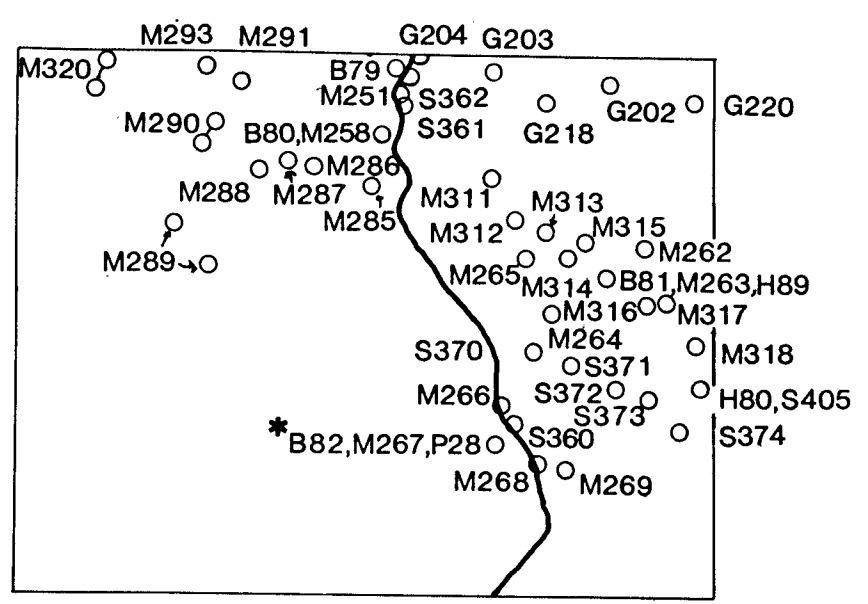 M293 M291 G204 G203
M320 B79
M251 S362
G202 G220
M290 B80,M258 S361 G218
M286
M288 M287 M311
M285 M312 M313
M315
M289 M265 M262
M314 B81,M263,H89
M316 M317
S370 M264 M318
S371
M266 S372 H80,S405
S373
* B82,M267,P28 S360 S374
M268 M269